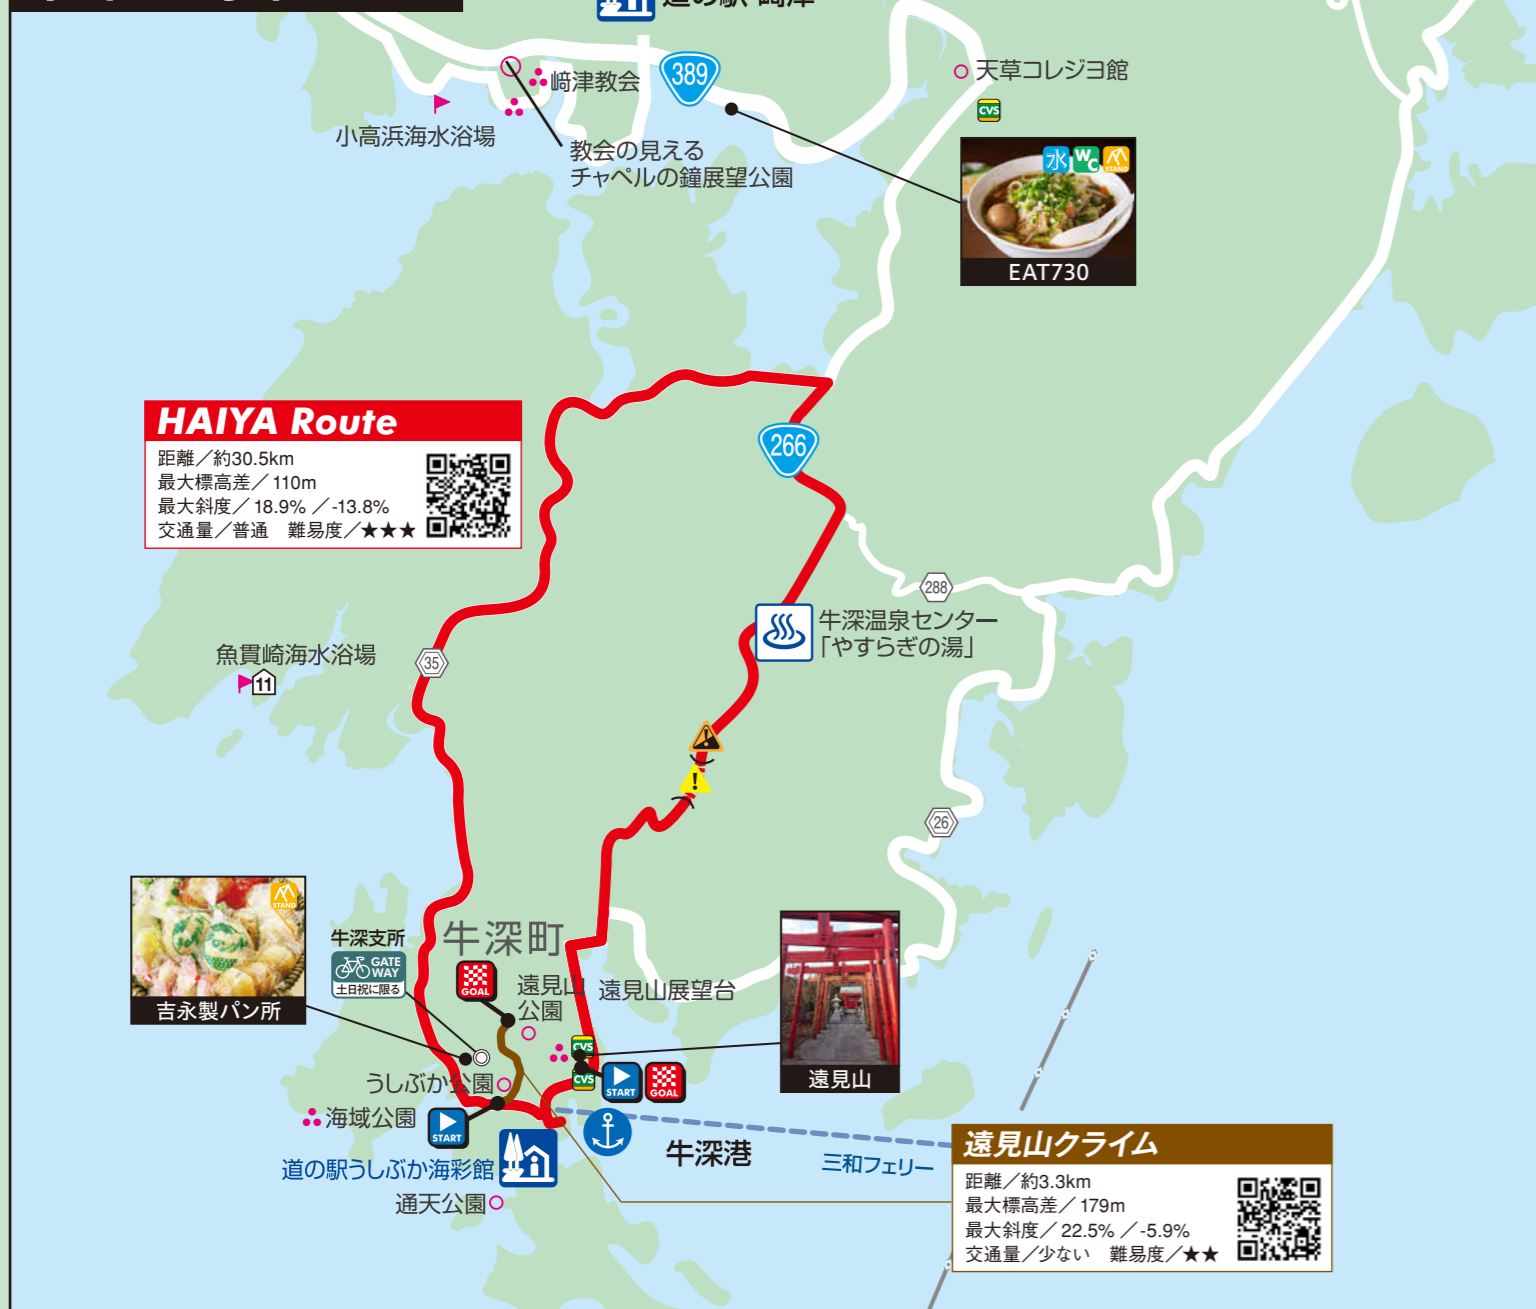 389
﨑津教会
小高浜海水浴場
教会の見える
チャペルの鐘展望公園
天草コレジヨ館
CVS
水
WC
STAND
EAT730
HAIYA Route
距離／約30.5km
最大標高差／110m
最大斜度／18.9% ／-13.8%
交通量／普通　難易度／★★★
266
288
牛深温泉センター
「やすらぎの湯」
魚貫崎海水浴場
11
35
26
STAND
吉永製パン所
牛深支所
GATE
WAY
土日祝に限る
牛深町
GOAL
遠見山
公園
遠見山展望台
CVS
CVS
START
GOAL
遠見山
うしぶか公園
海域公園
START
道の駅うしぶか海彩館
通天公園
牛深港
三和フェリー
遠見山クライム
距離／約3.3km
最大標高差／179m
最大斜度／22.5% ／-5.9%
交通量／少ない　難易度／★★